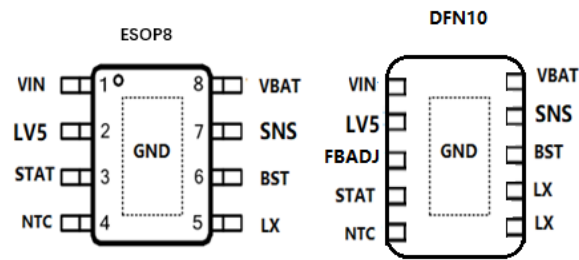 ESOP8
VIN 1 8 VBAT
LV5 2 7 SNS
GND
STAT 3 6 BST
NTC 4 5 LX
DFN10
VIN VBAT
LV5 SNS
FBADJ GND BST
STAT LX
NTC LX